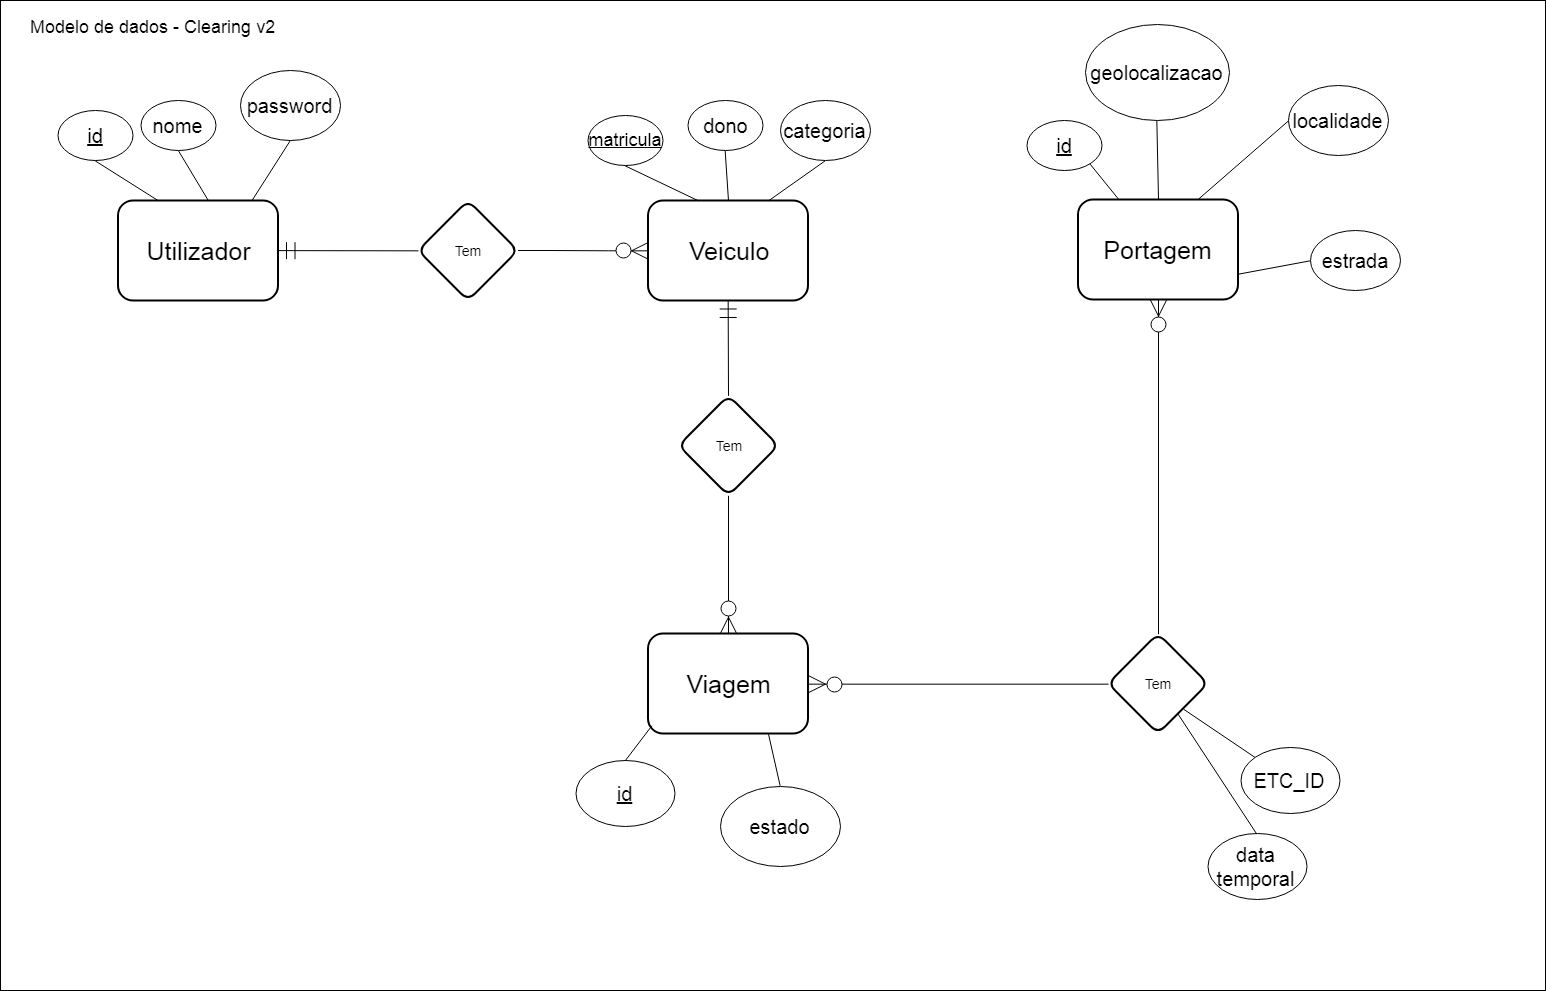 Modelo de dados - Clearing v2
id
nome
password
matricula
dono
categoria
geolocalizacao
id
localidade
Utilizador
Tem
Veiculo
Portagem
estrada
Tem
Viagem
Tem
id
estado
ETC_ID
data
temporal